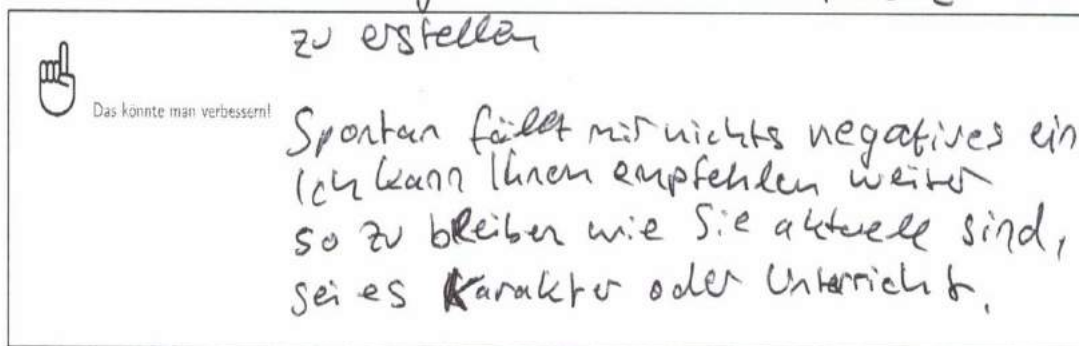 zu erstellen
Das könnte man verbessern!
Spontan fällt mir nichts negatives ein
Ich kann Ihnen empfehlen weiter
so zu bleiben wie Sie aktuell sind,
sei es Karakter oder Unterricht.